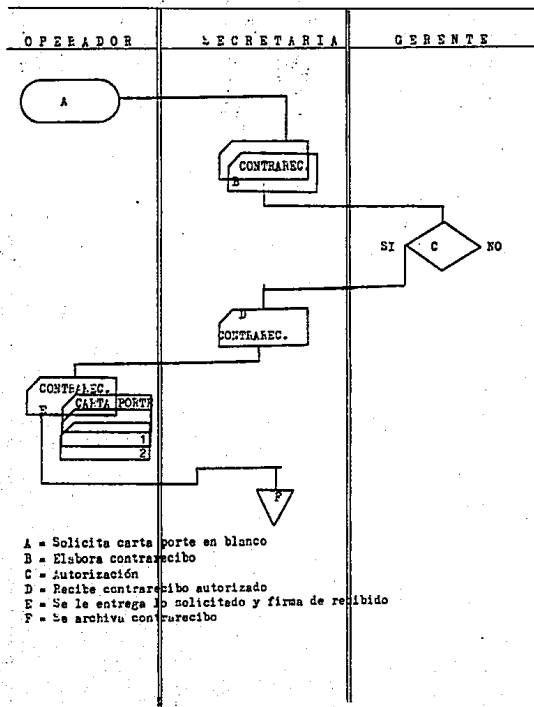 OPERADOR SECRETARIA GERENTE
A
CONTRAREC.
B
SI C NO
D
CONTRAREC.
CONTRAREC.
CARTA PORTE
E
1
2
F
A = Solicita carta porte en blanco
B = Elabora contrarecibo
C = Autorización
D = Recibe contrarecibo autorizado
E = Se le entrega lo solicitado y firma de recibido
F = Se archiva contrarecibo